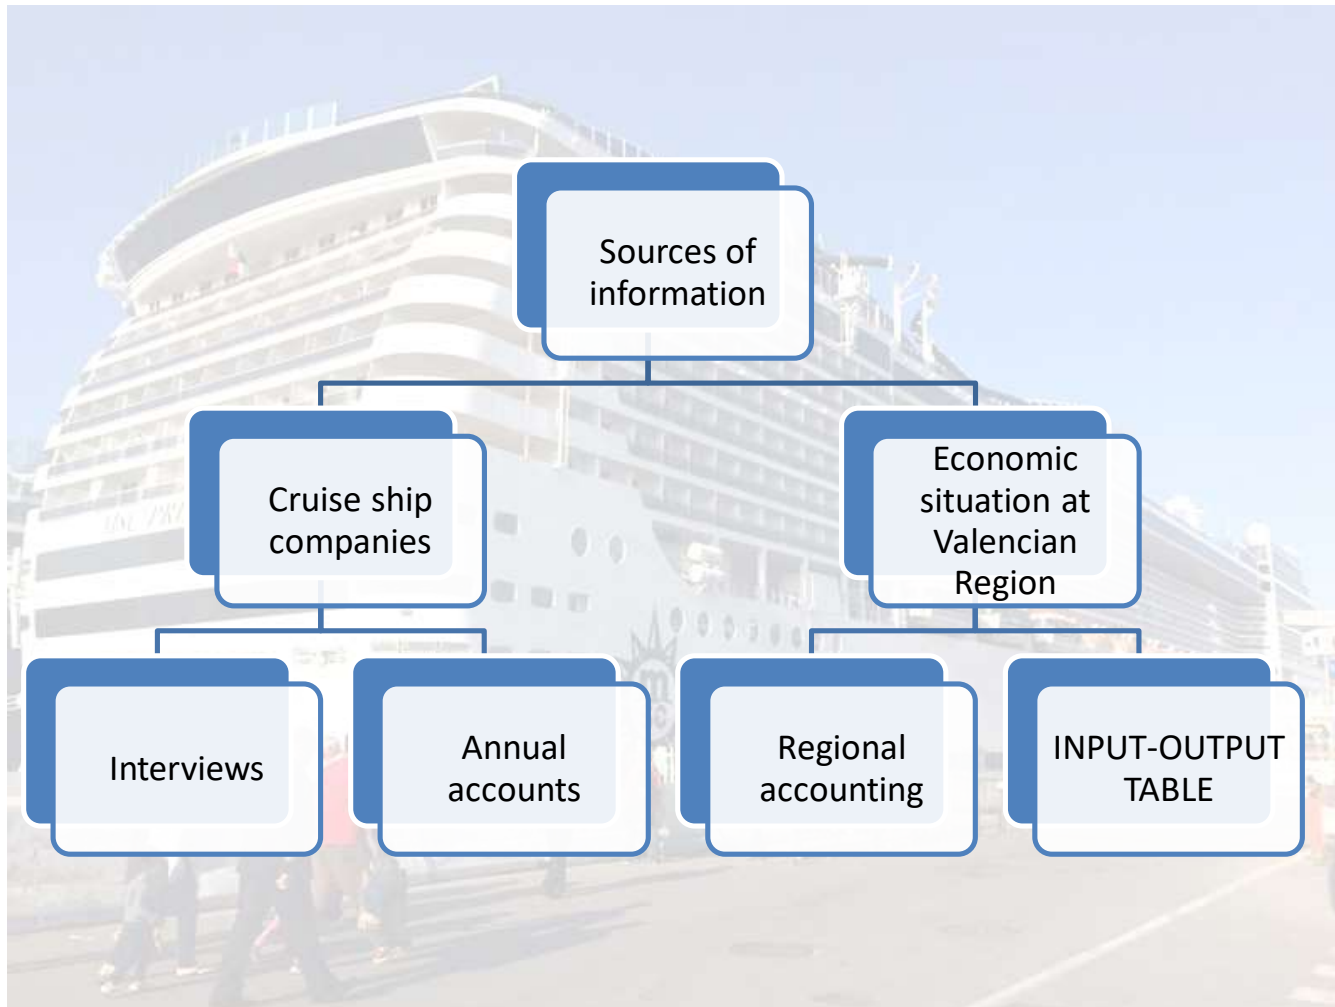 Sources of
information
Cruise ship
companies
Economic
situation at
Valencian
Region
Interviews
Annual
accounts
Regional
accounting
INPUT-OUTPUT
TABLE